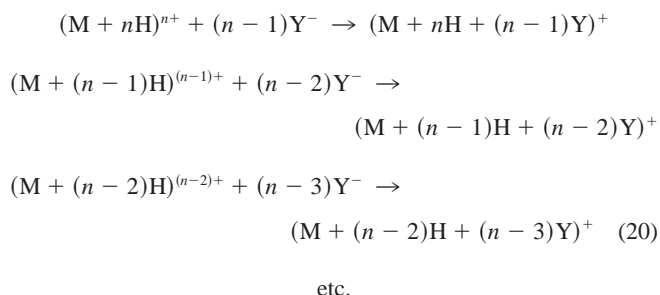 (M + nH)ⁿ⁺ + (n − 1)Y⁻ → (M + nH + (n − 1)Y)⁺
(M + (n − 1)H)⁽ⁿ⁻¹⁾⁺ + (n − 2)Y⁻ →
(M + (n − 1)H + (n − 2)Y)⁺
(M + (n − 2)H)⁽ⁿ⁻²⁾⁺ + (n − 3)Y⁻ →
(M + (n − 2)H + (n − 3)Y)⁺ (20)
etc.